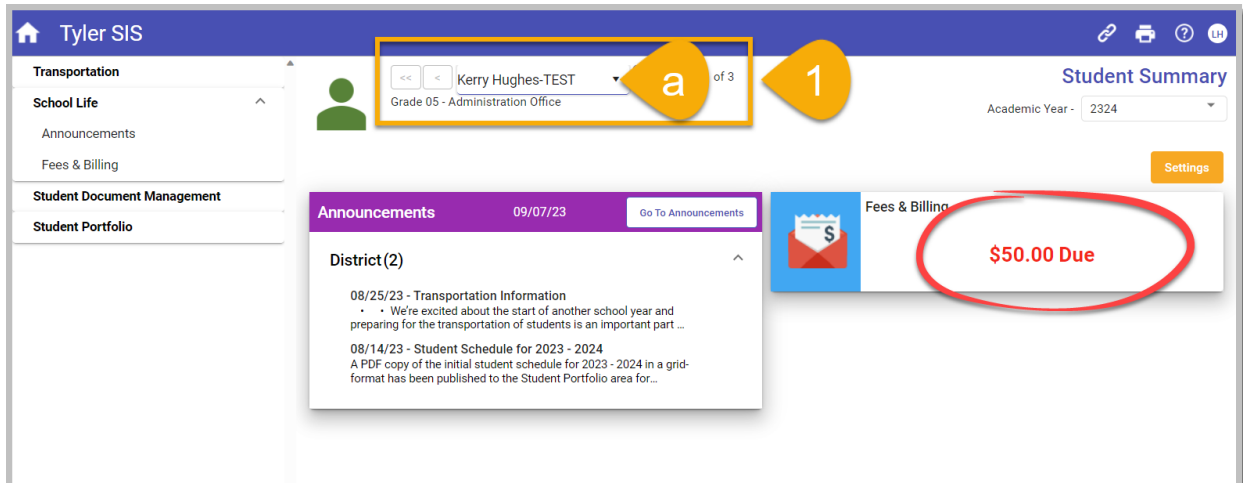 Tyler SIS
LH
Transportation
School Life
Announcements
Fees & Billing
Student Document Management
Student Portfolio
<< < Kerry Hughes-TEST a of 3 1
Grade 05 - Administration Office
Student Summary
Academic Year - 2324
Settings
Announcements 09/07/23 Go To Announcements
District(2)
08/25/23 - Transportation Information
• • We're excited about the start of another school year and
preparing for the transportation of students is an important part ...
08/14/23 - Student Schedule for 2023 - 2024
A PDF copy of the initial student schedule for 2023 - 2024 in a grid-
format has been published to the Student Portfolio area for...
Fees & Billing
$
$50.00 Due